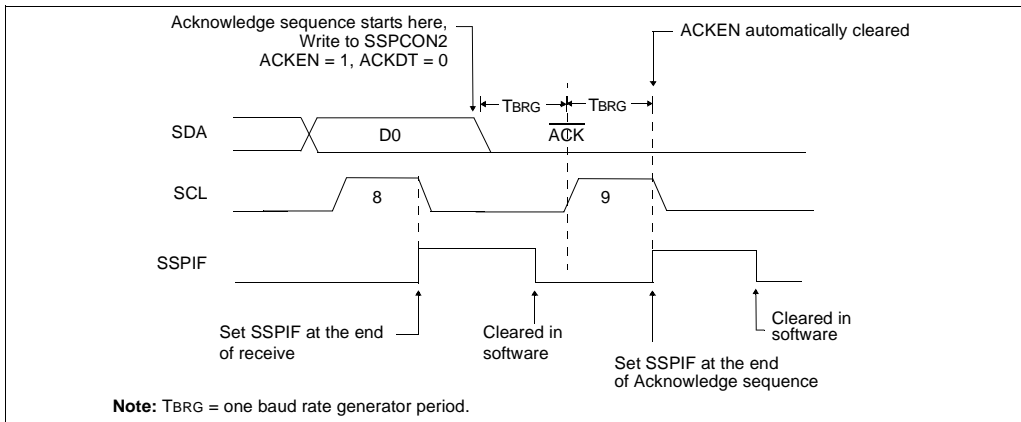 Acknowledge sequence starts here,
Write to SSPCON2
ACKEN = 1, ACKDT = 0
ACKEN automatically cleared
TBRG
TBRG
SDA
D0
ACK
SCL
8
9
SSPIF
Set SSPIF at the end
of receive
Cleared in
software
Set SSPIF at the end
of Acknowledge sequence
Cleared in
software
Note: TBRG = one baud rate generator period.